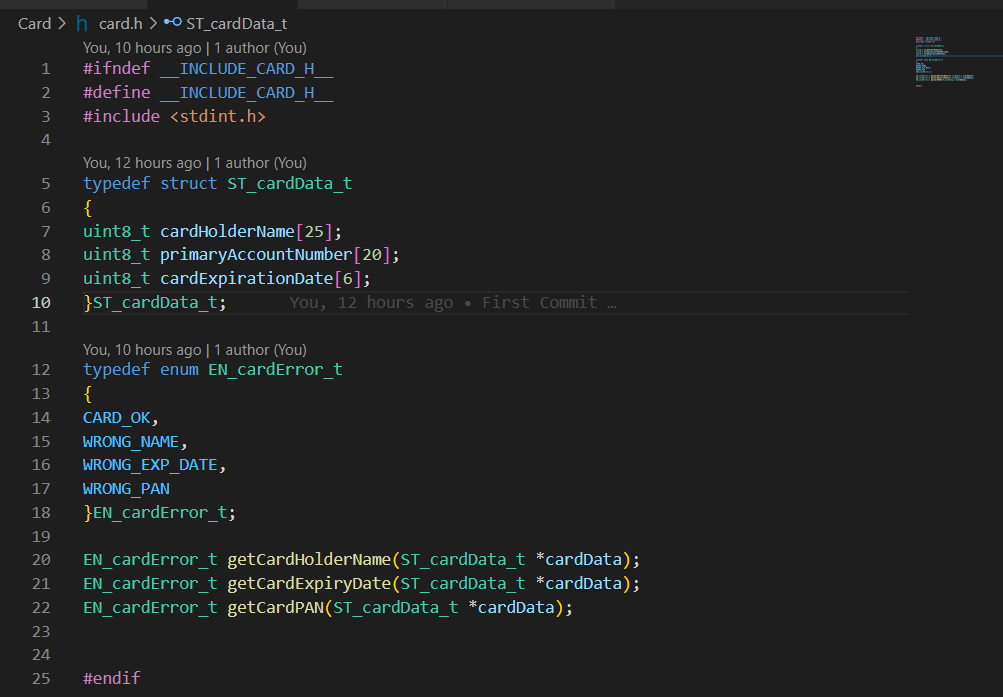 Card > h card.h > ST_cardData_t
You, 10 hours ago | 1 author (You)
1 #ifndef __INCLUDE_CARD_H__
2 #define __INCLUDE_CARD_H__
3 #include <stdint.h>
4
You, 12 hours ago | 1 author (You)
5 typedef struct ST_cardData_t
6 {
7 uint8_t cardHolderName[25];
8 uint8_t primaryAccountNumber[20];
9 uint8_t cardExpirationDate[6];
10 }ST_cardData_t; You, 12 hours ago • First Commit …
11
You, 10 hours ago | 1 author (You)
12 typedef enum EN_cardError_t
13 {
14 CARD_OK,
15 WRONG_NAME,
16 WRONG_EXP_DATE,
17 WRONG_PAN
18 }EN_cardError_t;
19
20 EN_cardError_t getCardHolderName(ST_cardData_t *cardData);
21 EN_cardError_t getCardExpiryDate(ST_cardData_t *cardData);
22 EN_cardError_t getCardPAN(ST_cardData_t *cardData);
23
24
25 #endif